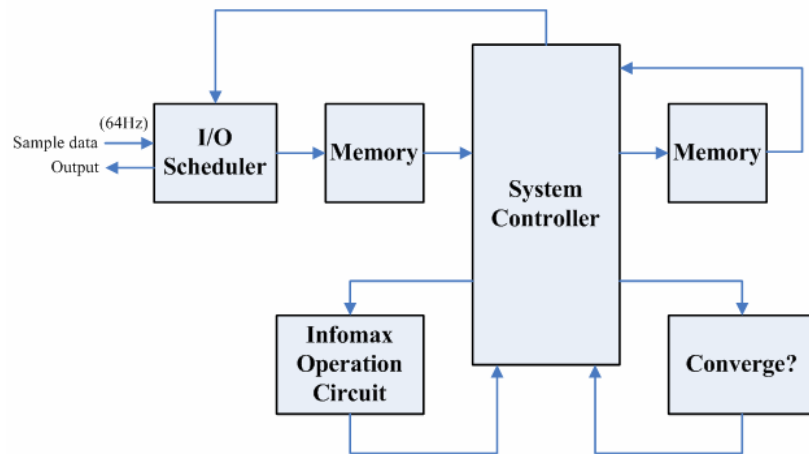 (64Hz)
Sample data
Output
I/O
Scheduler
Memory
System
Controller
Memory
Infomax
Operation
Circuit
Converge?